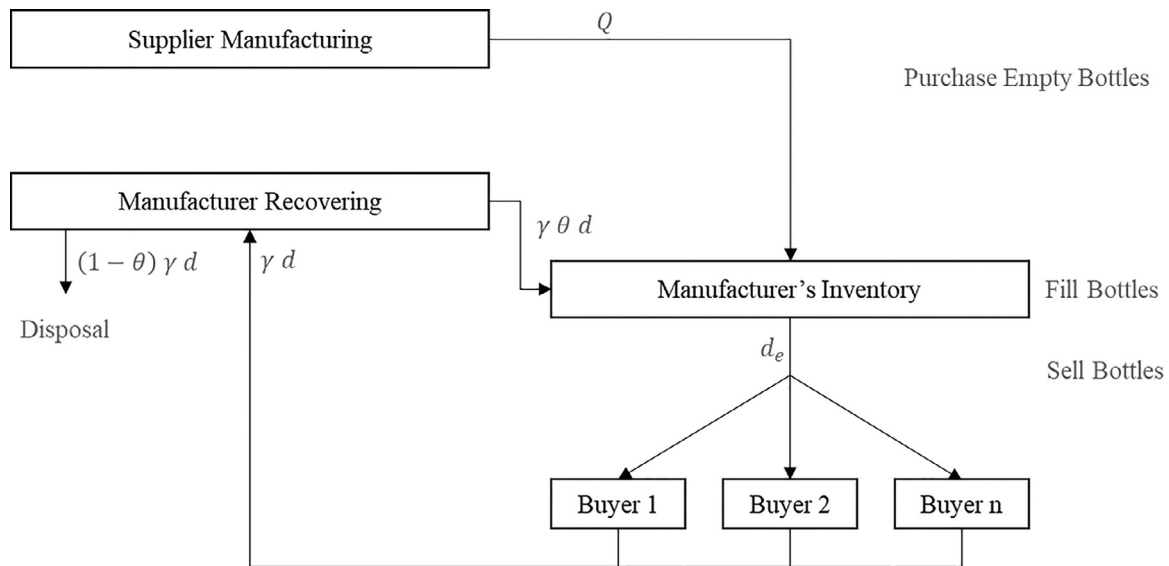 Supplier Manufacturing
Q
Purchase Empty Bottles
Manufacturer Recovering
γ θ d
(1 − θ) γ d
γ d
Manufacturer’s Inventory
Fill Bottles
Disposal
d_e
Sell Bottles
Buyer 1
Buyer 2
Buyer n